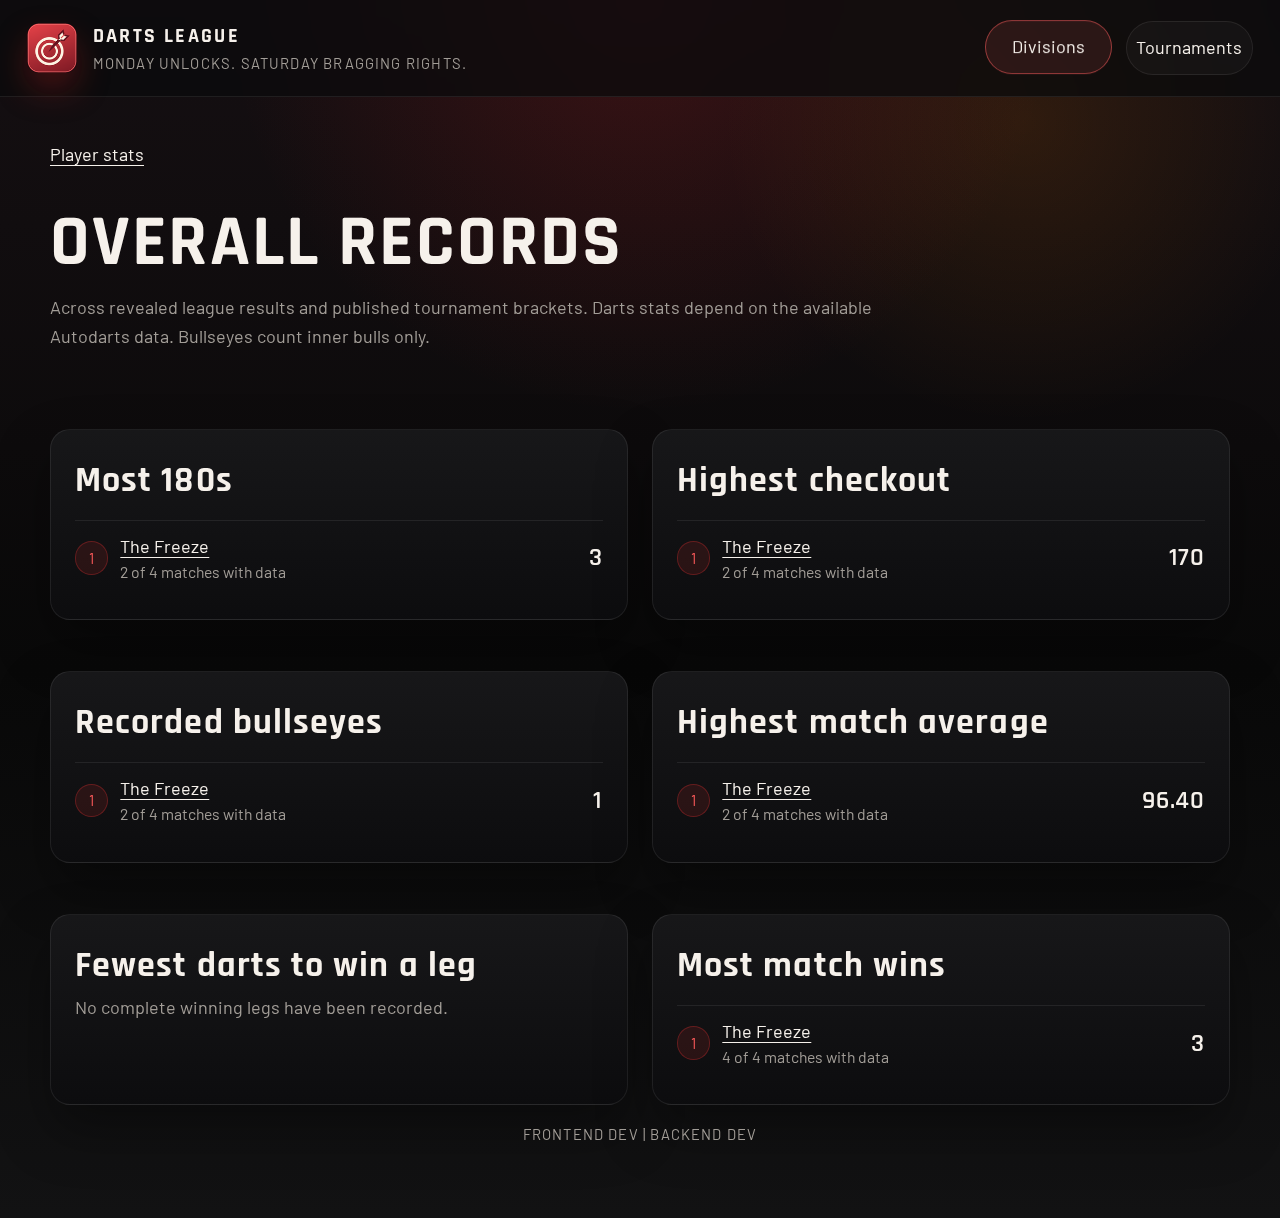 DARTS LEAGUE
MONDAY UNLOCKS. SATURDAY BRAGGING RIGHTS.
Divisions
Tournaments
Player stats
OVERALL RECORDS
Across revealed league results and published tournament brackets. Darts stats depend on the available
Autodarts data. Bullseyes count inner bulls only.
Most 180s
1
The Freeze
2 of 4 matches with data
3
Highest checkout
1
The Freeze
2 of 4 matches with data
170
Recorded bullseyes
1
The Freeze
2 of 4 matches with data
1
Highest match average
1
The Freeze
2 of 4 matches with data
96.40
Fewest darts to win a leg
No complete winning legs have been recorded.
Most match wins
1
The Freeze
4 of 4 matches with data
3
FRONTEND DEV | BACKEND DEV